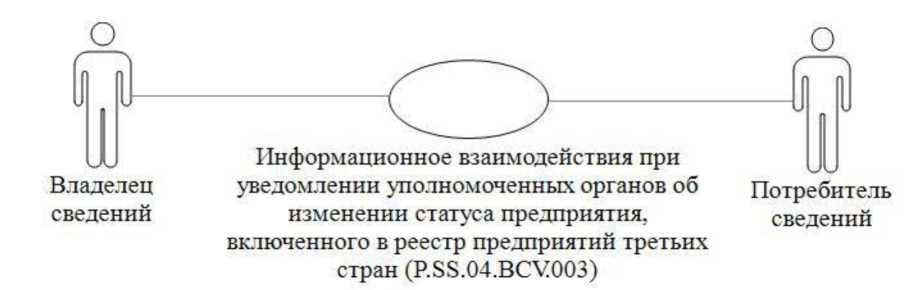 Владелец
сведений
Информационное взаимодействия при
уведомлении уполномоченных органов об
изменении статуса предприятия,
включенного в реестр предприятий третьих
стран (P.SS.04.BCV.003)
Потребитель
сведений